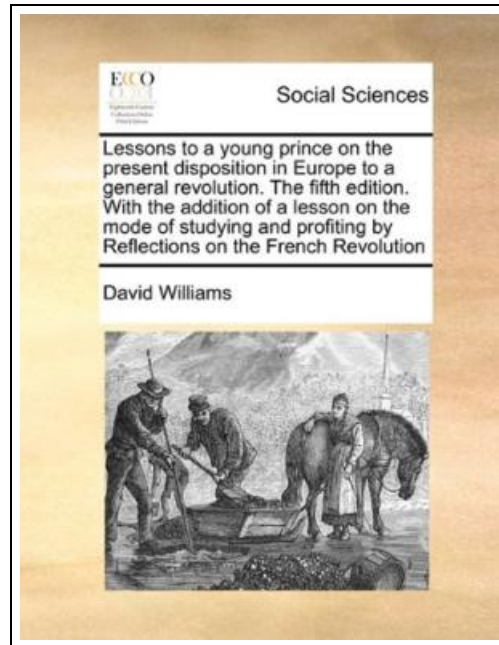 ECCO
Social Sciences
Lessons to a young prince on the
present disposition in Europe to a
general revolution. The fifth edition.
With the addition of a lesson on the
mode of studying and profiting by
Reflections on the French Revolution
David Williams